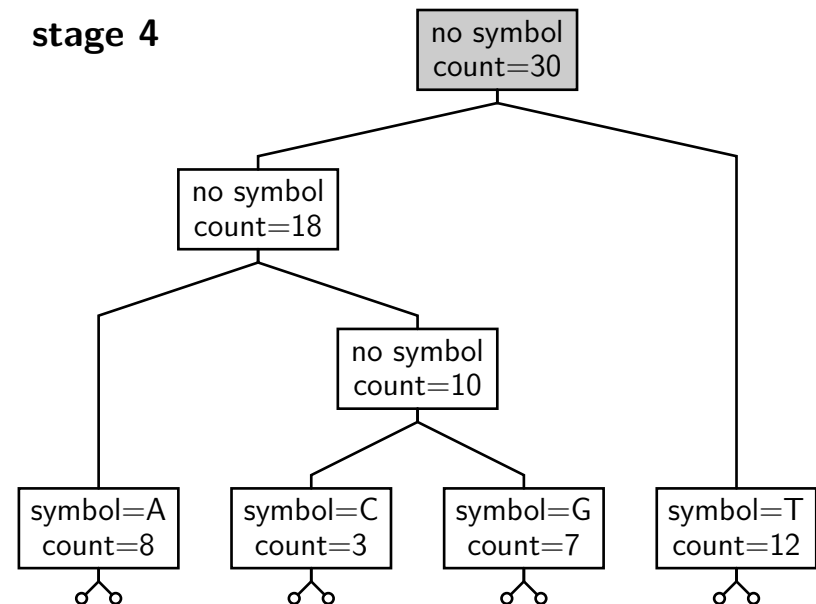 stage 4
no symbol
count=30
no symbol
count=18
no symbol
count=10
symbol=A
count=8
symbol=C
count=3
symbol=G
count=7
symbol=T
count=12